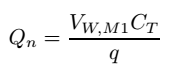 $Q_n = \frac{V_{W,M1} C_T}{q}$